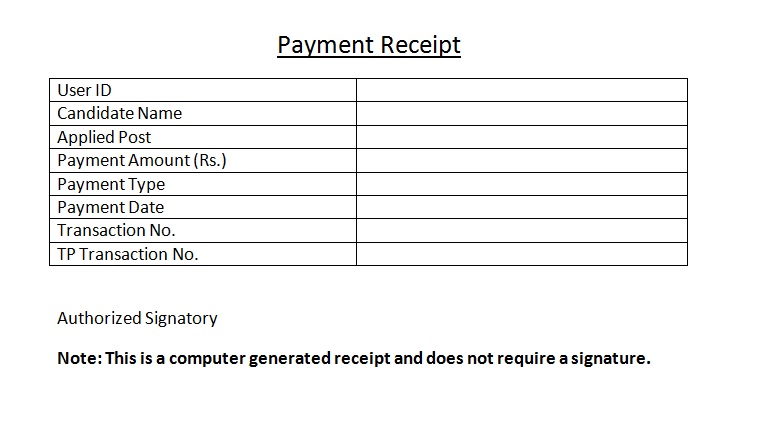 Payment Receipt
User ID
Candidate Name
Applied Post
Payment Amount (Rs.)
Payment Type
Payment Date
Transaction No.
TP Transaction No.
Authorized Signatory
Note: This is a computer generated receipt and does not require a signature.